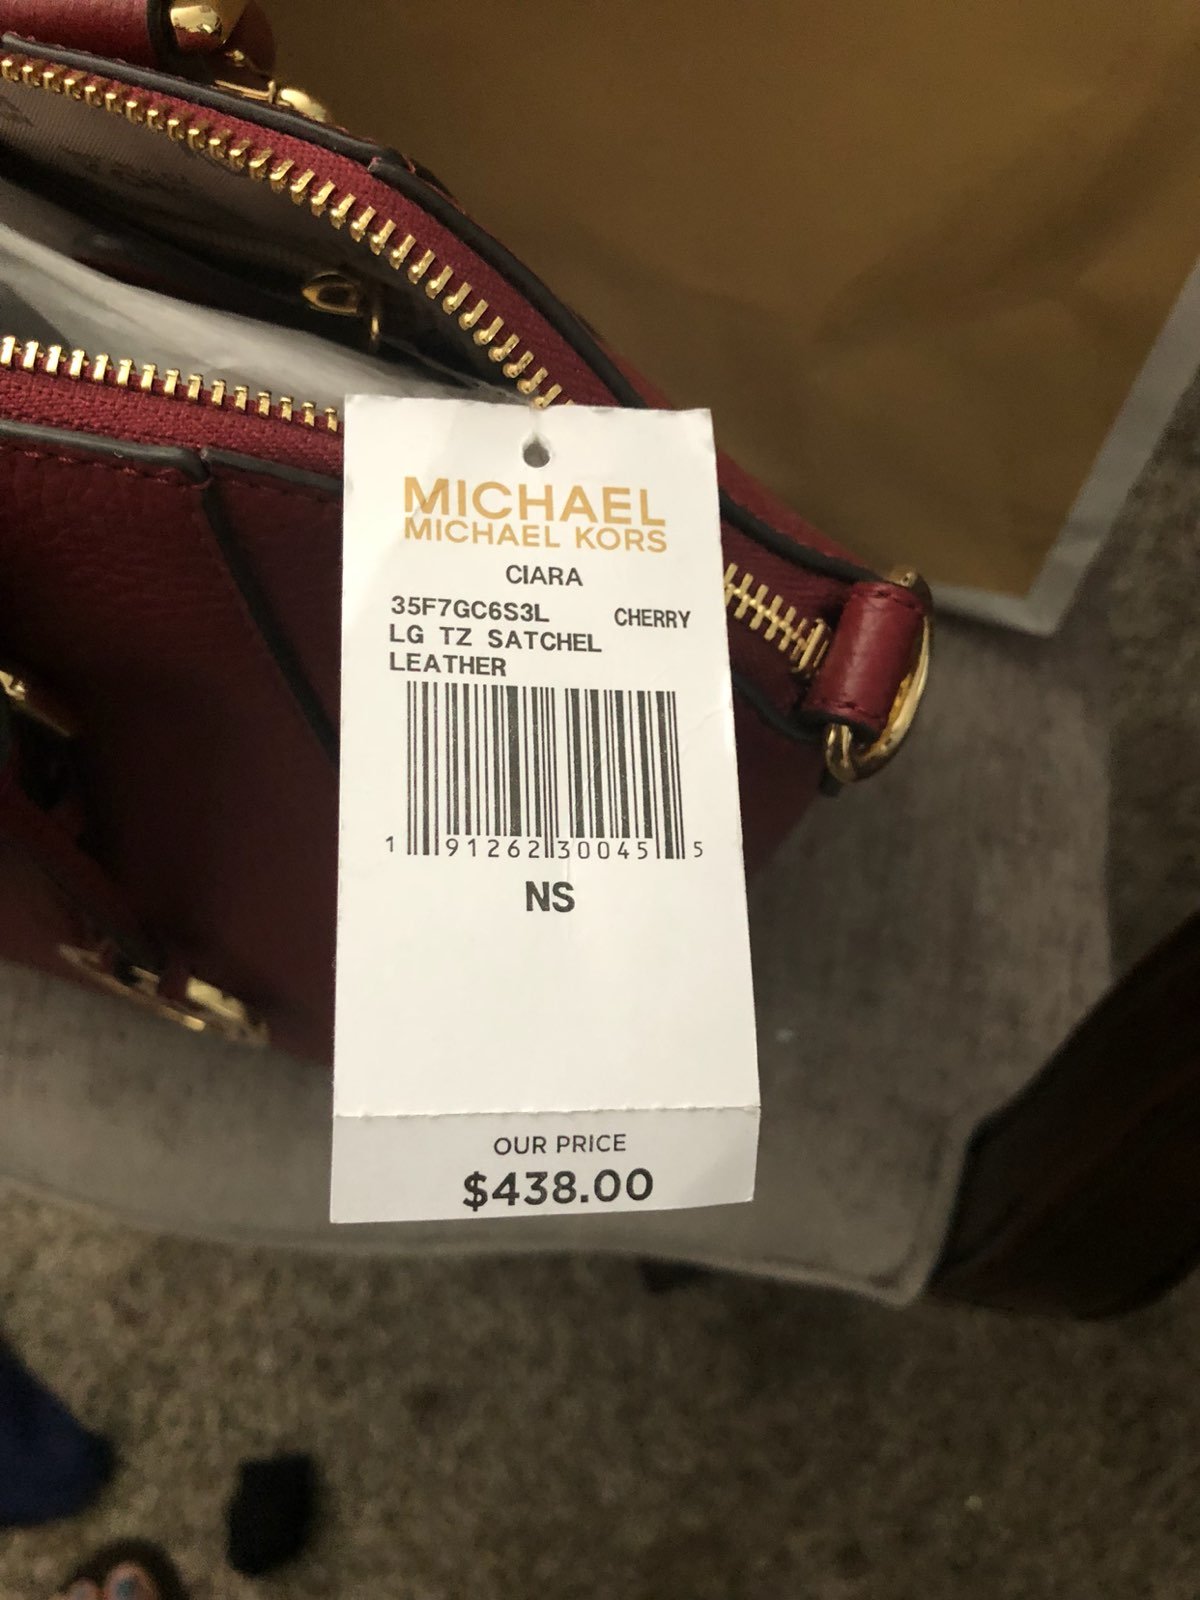 MICHAEL
MICHAEL KORS
CIARA
35F7GC6S3L CHERRY
LG TZ SATCHEL
LEATHER
1 91262 30045 5
NS
OUR PRICE
$438.00